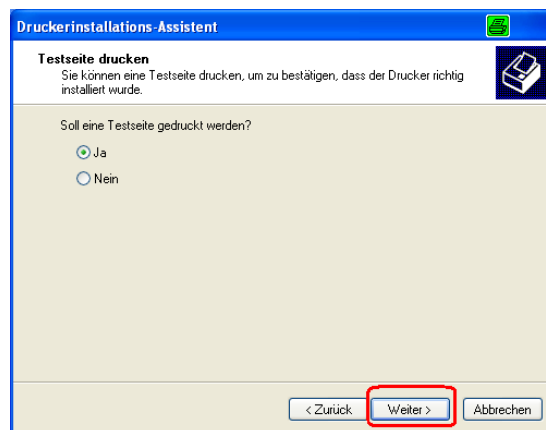 Druckerinstallations-Assistent
Testseite drucken
Sie können eine Testseite drucken, um zu bestätigen, dass der Drucker richtig
installiert wurde.
Soll eine Testseite gedruckt werden?
Ja
Nein
< Zurück Weiter > Abbrechen